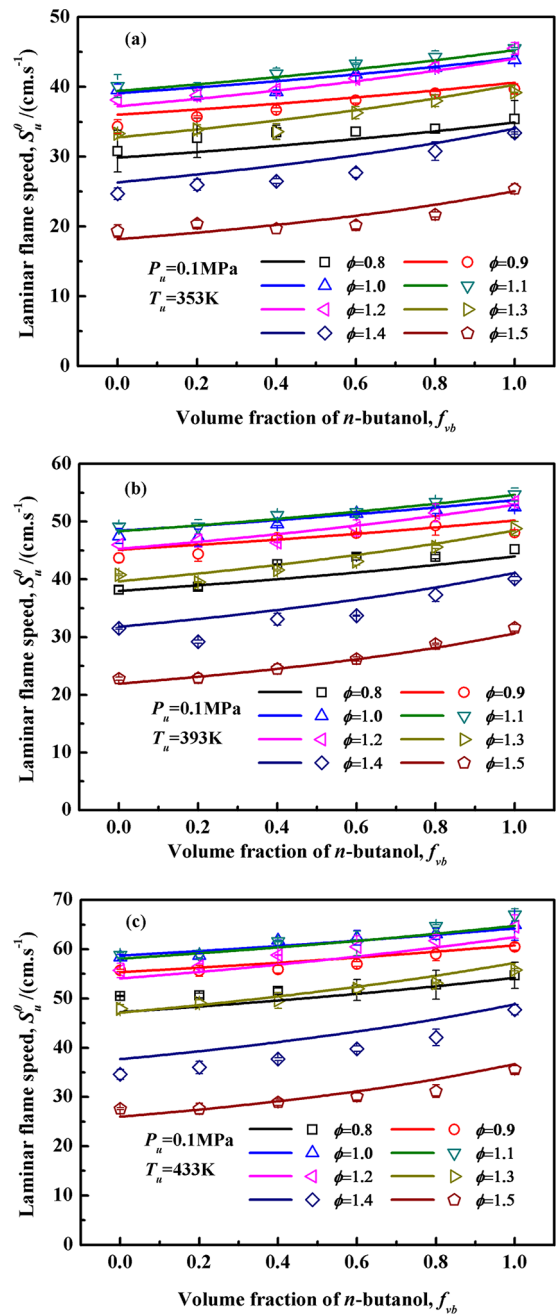 (a)
Laminar flame speed, S_u^0 /(cm.s^-1)
50
40
30
20
10
0
P_u=0.1MPa
T_u=353K
ϕ=0.8 ϕ=0.9
ϕ=1.0 ϕ=1.1
ϕ=1.2 ϕ=1.3
ϕ=1.4 ϕ=1.5
0.0 0.2 0.4 0.6 0.8 1.0
Volume fraction of n-butanol, f_vb
(b)
Laminar flame speed, S_u^0 /(cm.s^-1)
60
50
40
30
20
10
0
P_u=0.1MPa
T_u=393K
ϕ=0.8 ϕ=0.9
ϕ=1.0 ϕ=1.1
ϕ=1.2 ϕ=1.3
ϕ=1.4 ϕ=1.5
0.0 0.2 0.4 0.6 0.8 1.0
Volume fraction of n-butanol, f_vb
(c)
Laminar flame speed, S_u^0 /(cm.s^-1)
70
60
50
40
30
20
10
0
P_u=0.1MPa
T_u=433K
ϕ=0.8 ϕ=0.9
ϕ=1.0 ϕ=1.1
ϕ=1.2 ϕ=1.3
ϕ=1.4 ϕ=1.5
0.0 0.2 0.4 0.6 0.8 1.0
Volume fraction of n-butanol, f_vb